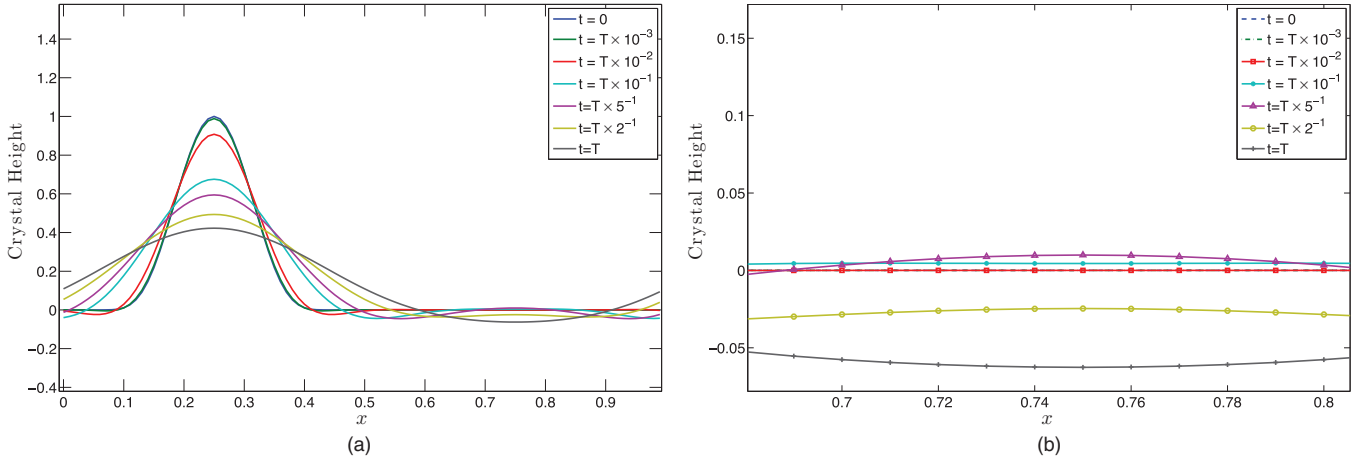 1.4
1.2
1
0.8
0.6
0.4
0.2
0
−0.2
−0.4
Crystal Height
0
0.1
0.2
0.3
0.4
0.5
0.6
0.7
0.8
0.9
x
t = 0
t = T × 10⁻³
t = T × 10⁻²
t = T × 10⁻¹
t=T × 5⁻¹
t=T × 2⁻¹
t=T
(a)
0.15
0.1
0.05
0
−0.05
Crystal Height
0.7
0.72
0.74
0.76
0.78
0.8
x
t = 0
t = T × 10⁻³
t = T × 10⁻²
t = T × 10⁻¹
t=T × 5⁻¹
t=T × 2⁻¹
t=T
(b)